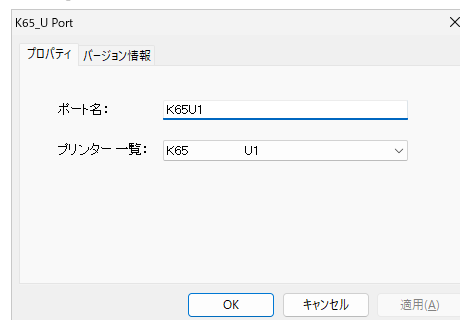 K65_U Port
プロパティ バージョン情報
ポート名： K65U1
プリンター 一覧： K65 U1
OK キャンセル 適用(A)